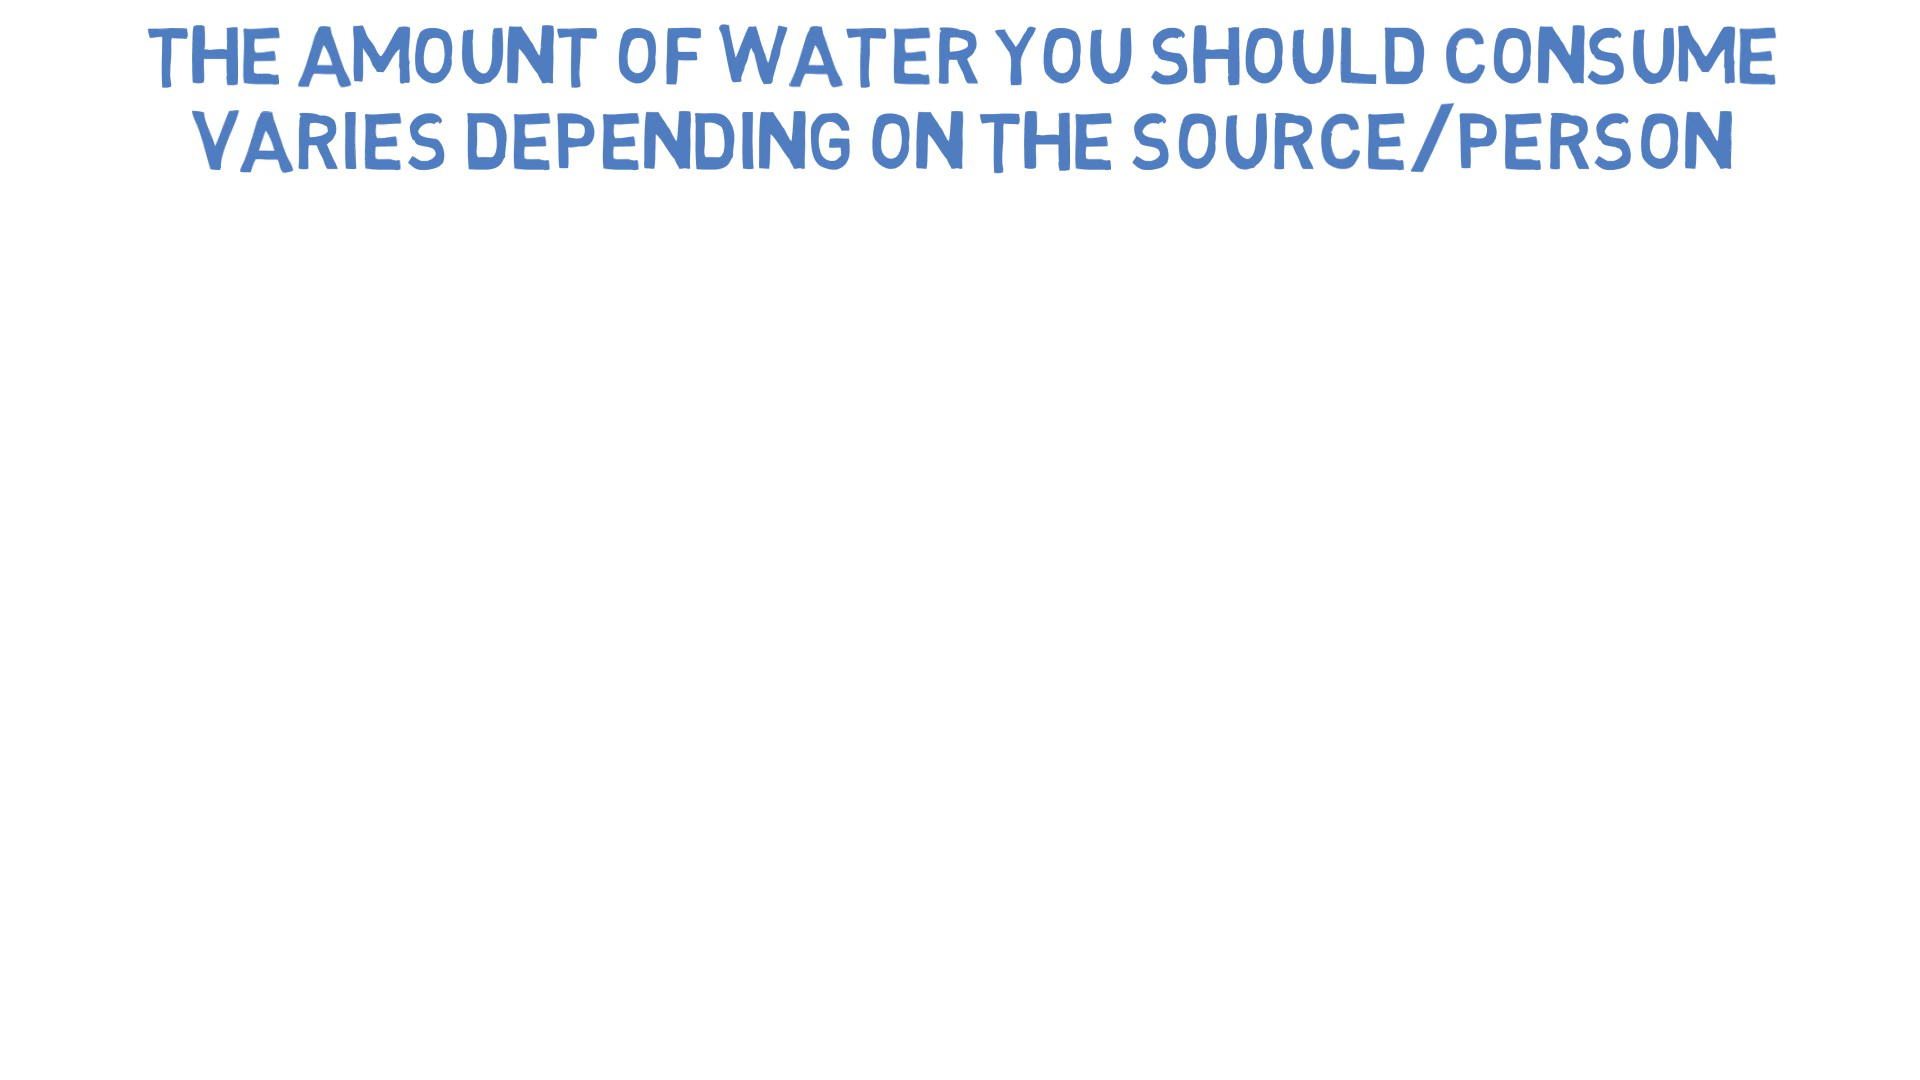 THE AMOUNT OF WATER YOU SHOULD CONSUME
VARIES DEPENDING ON THE SOURCE/PERSON